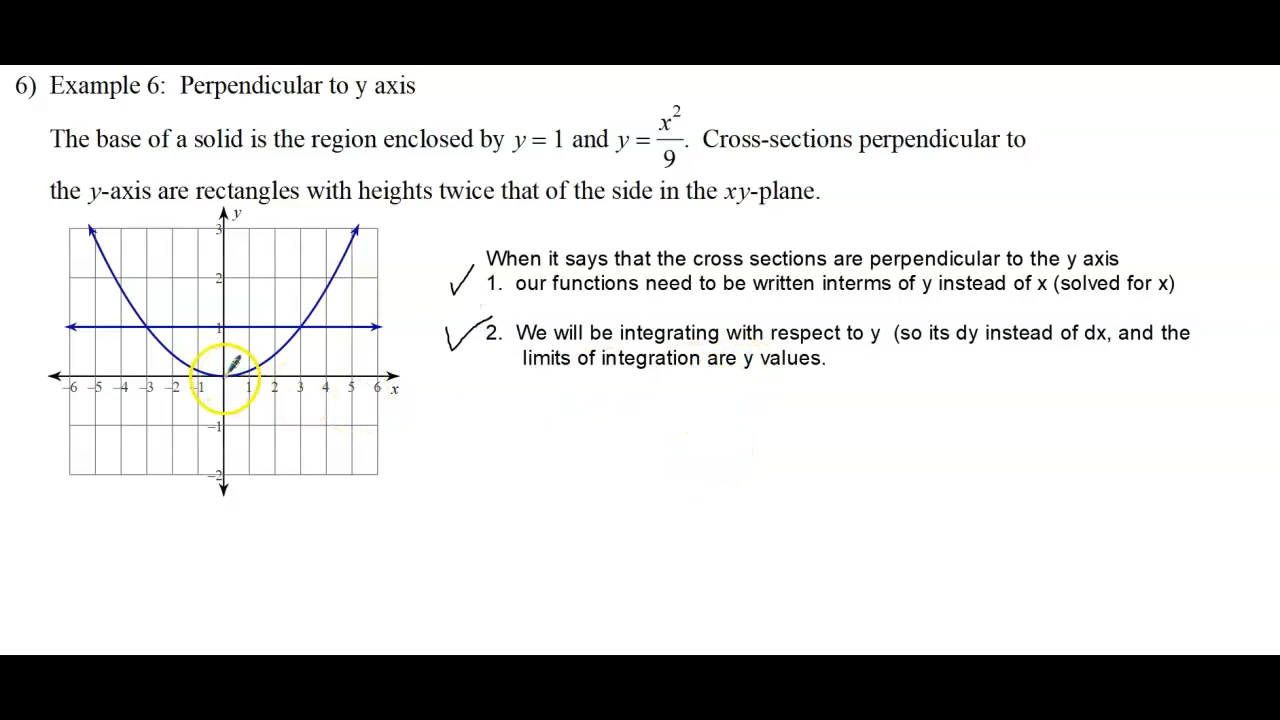 6) Example 6: Perpendicular to y axis
The base of a solid is the region enclosed by y = 1 and y = x²/9. Cross-sections perpendicular to
the y-axis are rectangles with heights twice that of the side in the xy-plane.
y
3
2
1
-6 -5 -4 -3 -2 -1 1 2 3 4 5 6 x
-1
-2
When it says that the cross sections are perpendicular to the y axis
1. our functions need to be written interms of y instead of x (solved for x)
2. We will be integrating with respect to y (so its dy instead of dx, and the
limits of integration are y values.